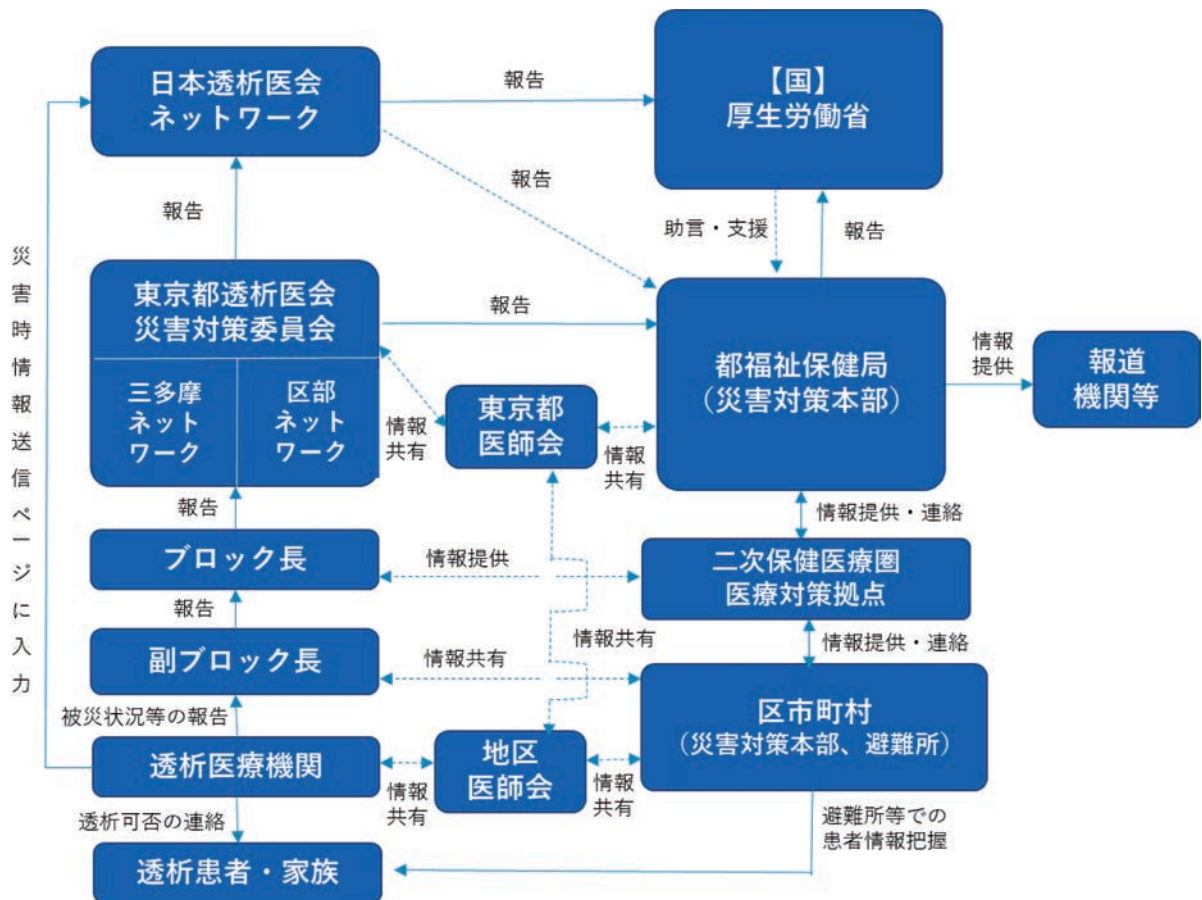 日本透析医会
ネットワーク
報告
【国】
厚生労働省
報告
報告
助言・支援
報告
災害時情報送信ページに入力
東京都透析医会
災害対策委員会
三多摩
ネット
ワーク
区部
ネット
ワーク
報告
情報
共有
東京都
医師会
情報
共有
都福祉保健局
（災害対策本部）
情報
提供
報道
機関等
報告
情報提供・連絡
ブロック長
情報提供
二次保健医療圏
医療対策拠点
報告
情報共有
情報提供・連絡
副ブロック長
情報共有
区市町村
（災害対策本部、避難所）
被災状況等の報告
透析医療機関
情報
共有
地区
医師会
情報
共有
透析可否の連絡
避難所等での
患者情報把握
透析患者・家族